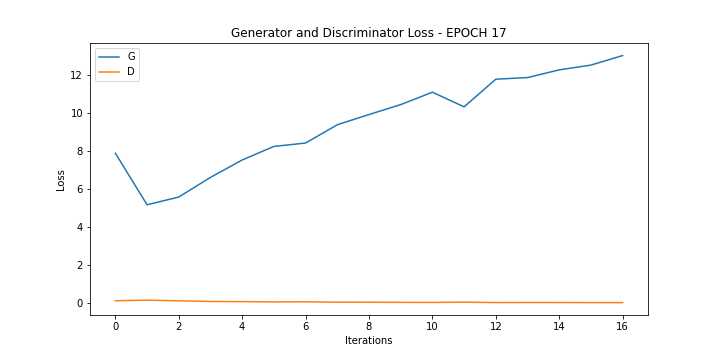 Generator and Discriminator Loss - EPOCH 17
G
D
12
10
8
6
4
2
0
Loss
0 2 4 6 8 10 12 14 16
Iterations